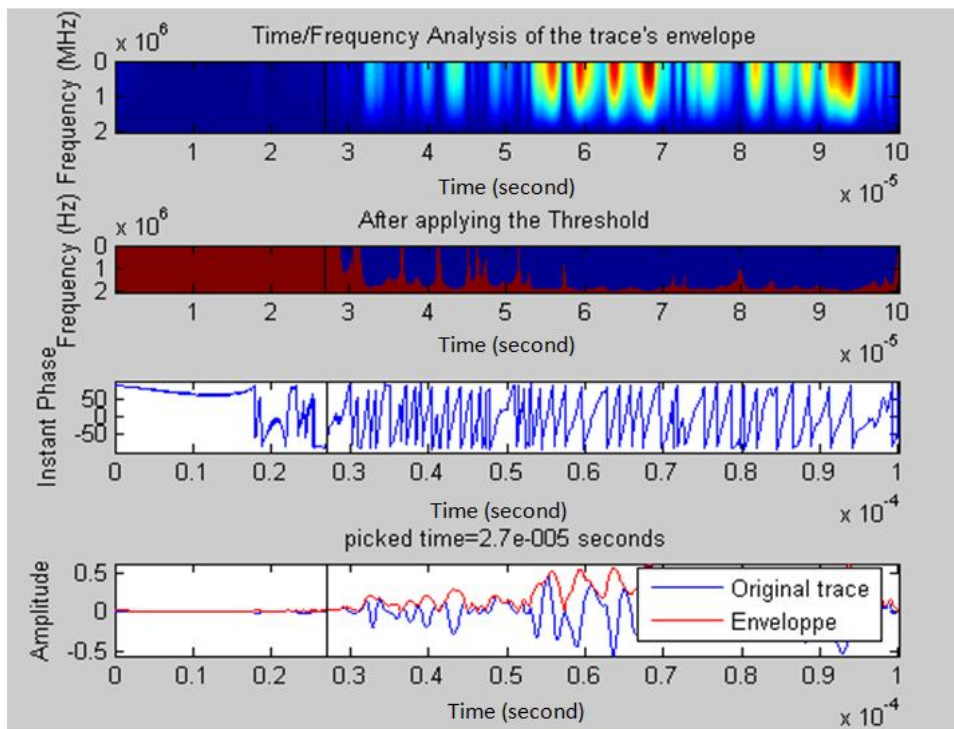 x 10^6
Time/Frequency Analysis of the trace's envelope
Frequency (MHz)
0
1
2
1 2 3 4 5 6 7 8 9 10
Time (second)
x 10^-5
x 10^6
After applying the Threshold
Frequency (Hz)
0
1
2
1 2 3 4 5 6 7 8 9 10
Time (second)
x 10^-5
Instant Phase
50
0
-50
0 0.1 0.2 0.3 0.4 0.5 0.6 0.7 0.8 0.9 1
Time (second)
x 10^-4
picked time=2.7e-005 seconds
Amplitude
0.5
0
-0.5
Original trace
Enveloppe
0 0.1 0.2 0.3 0.4 0.5 0.6 0.7 0.8 0.9 1
Time (second)
x 10^-4